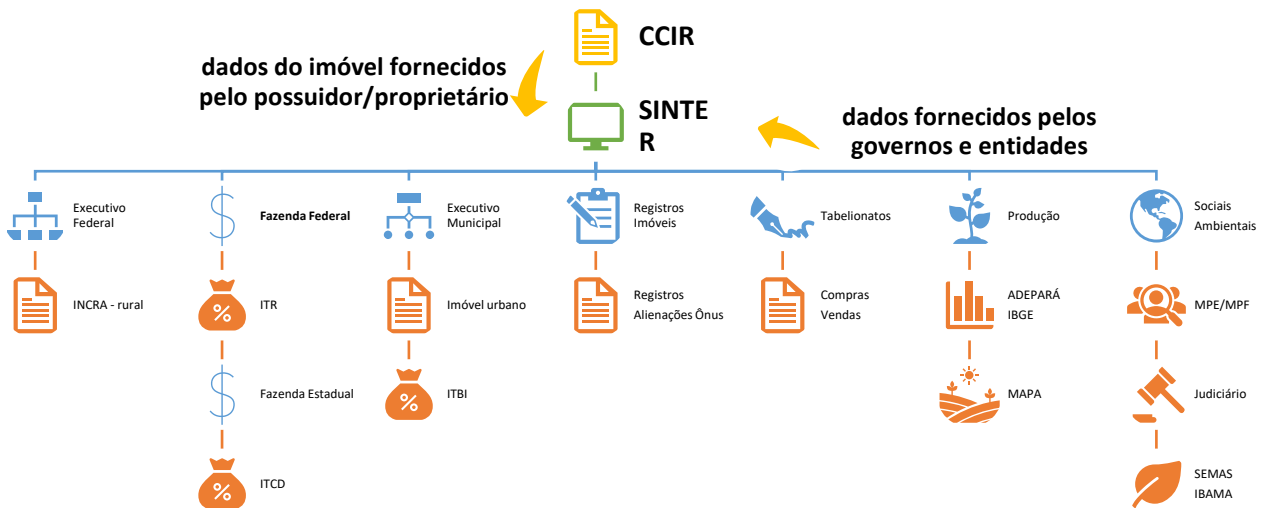 CCIR
dados do imóvel fornecidos
pelo possuidor/proprietário
SINTE
R
dados fornecidos pelos
governos e entidades
Executivo
Federal
Fazenda Federal
Executivo
Municipal
Registros
Imóveis
Tabelionatos
Produção
Sociais
Ambientais
INCRA - rural
ITR
Imóvel urbano
Registros
Alienações Ônus
Compras
Vendas
ADEPARÁ
IBGE
MPE/MPF
Fazenda Estadual
ITBI
MAPA
Judiciário
ITCD
SEMAS
IBAMA